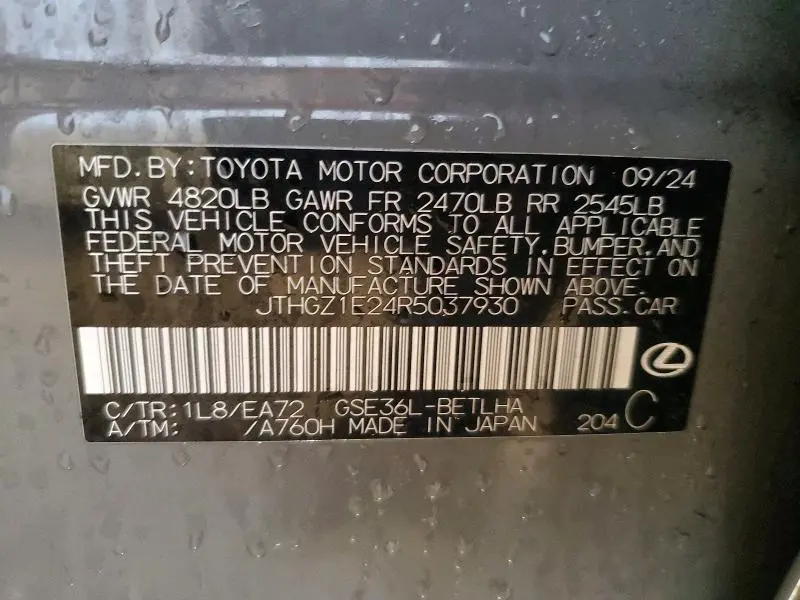 MFD.BY:TOYOTA MOTOR CORPORATION 09/24
GVWR 4820LB GAWR FR 2470LB RR 2545LB
THIS VEHICLE CONFORMS TO ALL APPLICABLE
FEDERAL MOTOR VEHICLE SAFETY,BUMPER,AND
THEFT PREVENTION STANDARDS IN EFFECT ON
THE DATE OF MANUFACTURE SHOWN ABOVE.
JTHGZ1E24R5037930 PASS.CAR
C/TR:1L8/EA72 GSE36L-BETLHA
A/TM: /A760H MADE IN JAPAN 204 C